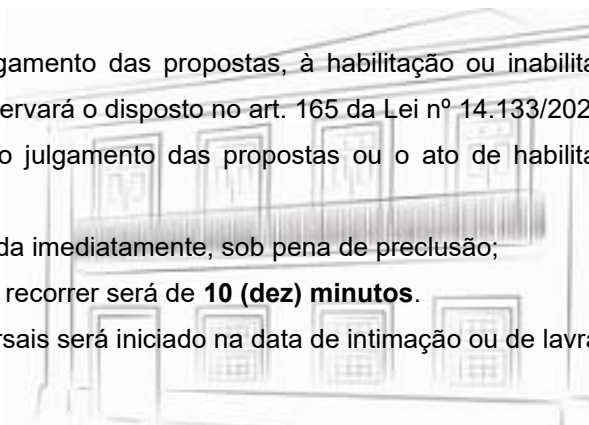 gamento das propostas, à habilitação ou inabilita
ervará o disposto no art. 165 da Lei nº 14.133/202
o julgamento das propostas ou o ato de habilita
da imediatamente, sob pena de preclusão;
recorrer será de 10 (dez) minutos.
rsais será iniciado na data de intimação ou de lavra